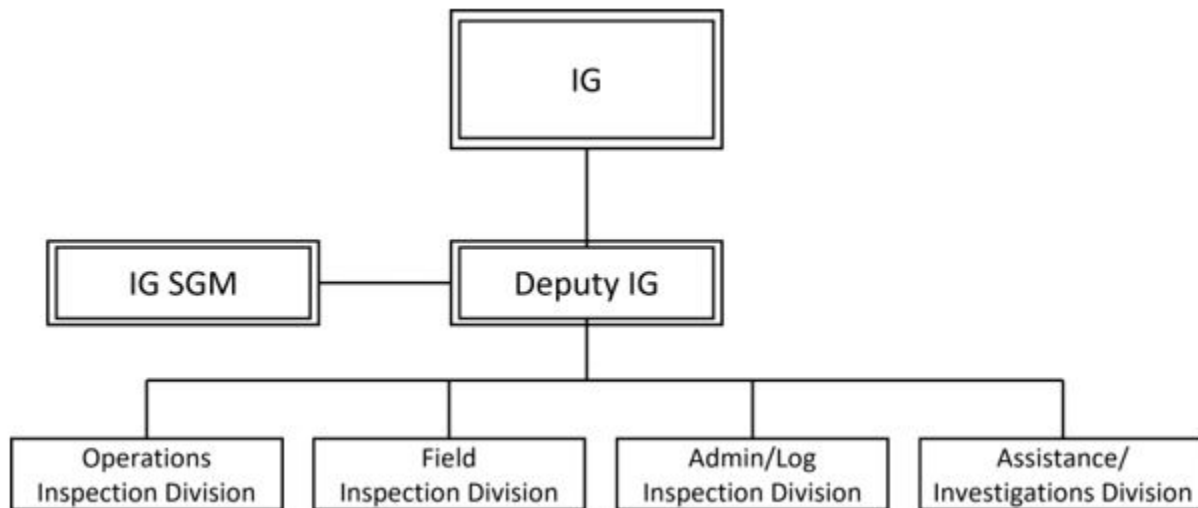 IG
IG SGM
Deputy IG
Operations
Inspection Division
Field
Inspection Division
Admin/Log
Inspection Division
Assistance/
Investigations Division